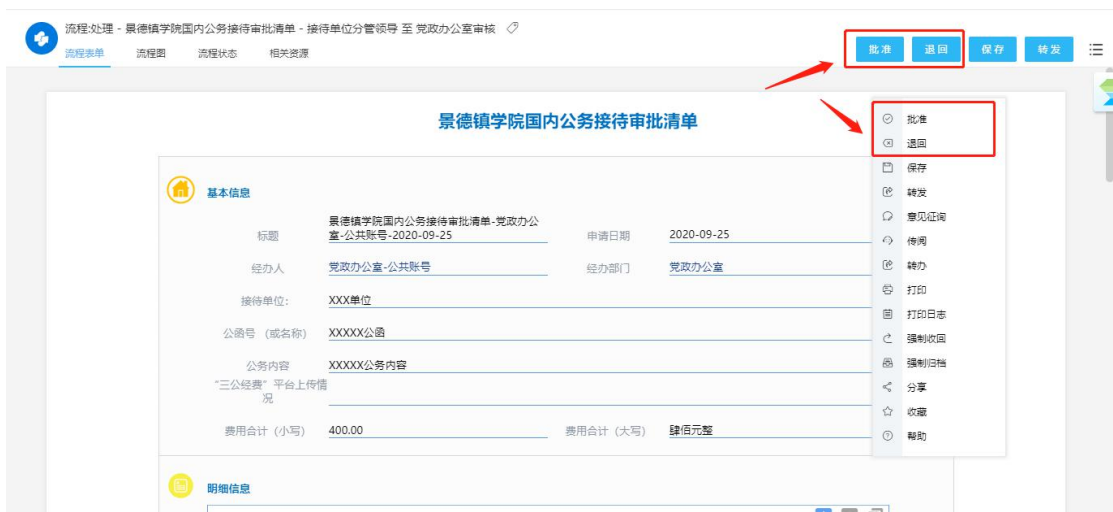 流程:处理 - 景德镇学院国内公务接待审批清单 - 接待单位分管领导 至 党政办公室审核
流程表单 流程图 流程状态 相关资源
批准 退回 保存 转发
景德镇学院国内公务接待审批清单
批准
退回
保存
转发
意见征询
传阅
转办
打印
打印日志
强制收回
强制归档
分享
收藏
帮助
基本信息
标题 景德镇学院国内公务接待审批清单-党政办公
室-公共账号-2020-09-25 申请日期 2020-09-25
经办人 党政办公室-公共账号 经办部门 党政办公室
接待单位: XXX单位
公函号 （或名称） XXXXX公函
公务内容 XXXXX公务内容
“三公经费”平台上传情
况
费用合计（小写） 400.00 费用合计（大写） 肆佰元整
明细信息